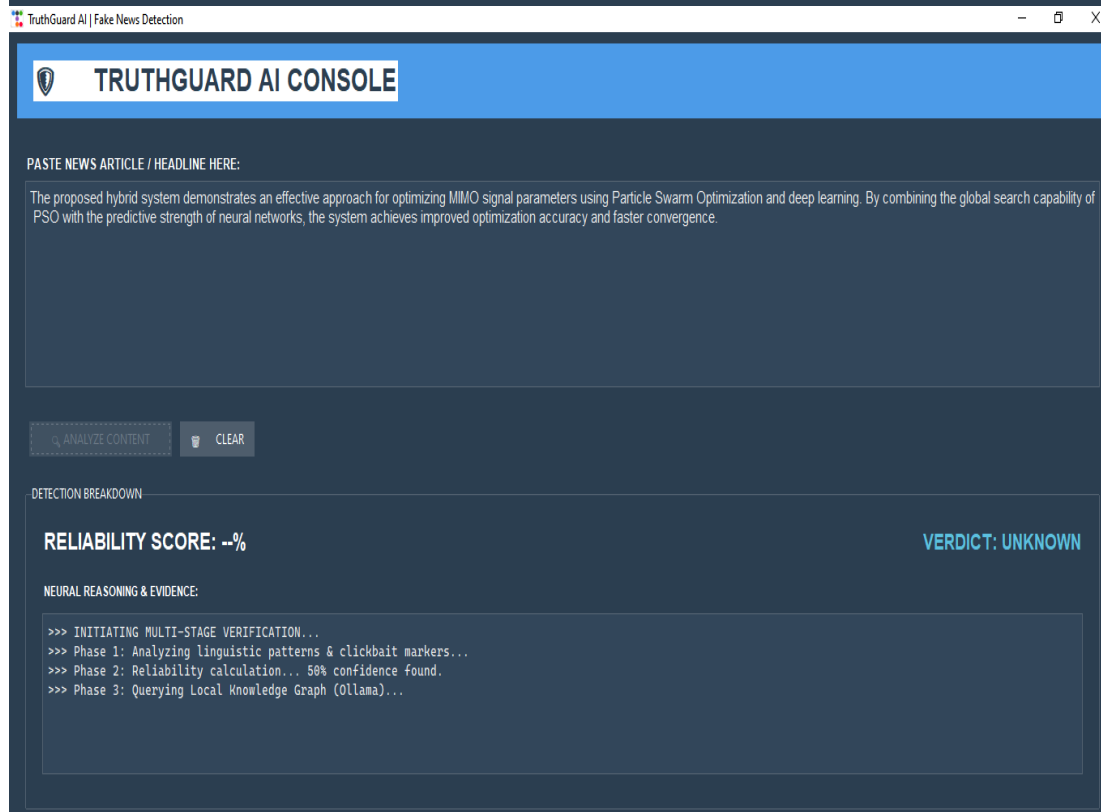 TruthGuard AI | Fake News Detection
TRUTHGUARD AI CONSOLE
PASTE NEWS ARTICLE / HEADLINE HERE:
The proposed hybrid system demonstrates an effective approach for optimizing MIMO signal parameters using Particle Swarm Optimization and deep learning. By combining the global search capability of
PSO with the predictive strength of neural networks, the system achieves improved optimization accuracy and faster convergence.
ANALYZE CONTENT
CLEAR
DETECTION BREAKDOWN
RELIABILITY SCORE: --%
VERDICT: UNKNOWN
NEURAL REASONING & EVIDENCE:
>>> INITIATING MULTI-STAGE VERIFICATION...
>>> Phase 1: Analyzing linguistic patterns & clickbait markers...
>>> Phase 2: Reliability calculation... 50% confidence found.
>>> Phase 3: Querying Local Knowledge Graph (Ollama)...